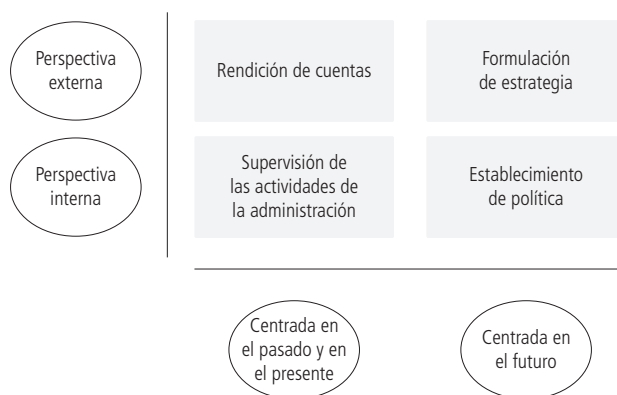 Perspectiva
externa
Rendición de cuentas
Formulación
de estrategia
Perspectiva
interna
Supervisión de
las actividades de
la administración
Establecimiento
de política
Centrada en
el pasado y en
el presente
Centrada en
el futuro